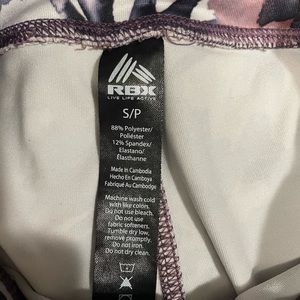 RBX
LIVE LIFE ACTIVE
S/P
88% Polyester/
Poliéster
12% Spandex/
Elastano/
Élasthanne
Made in Cambodia
Hecho En Camboya
Fabriqué Au Cambodge
Machine wash cold
with like colors.
Do not use bleach.
Do not use fabric
softeners.
Tumble dry low,
remove promptly.
Do not iron.
Do not dry clean.